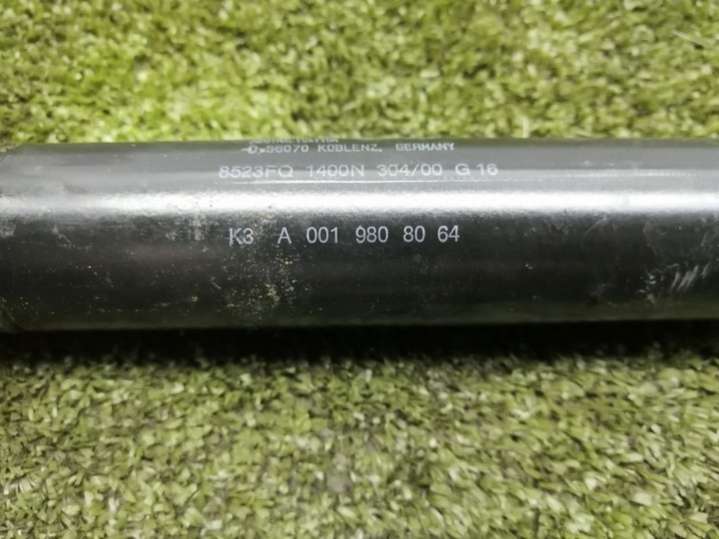 D-56070 KOBLENZ, GERMANY
8523FQ 1400N 304/00 G 16
K3 A 001 980 80 64